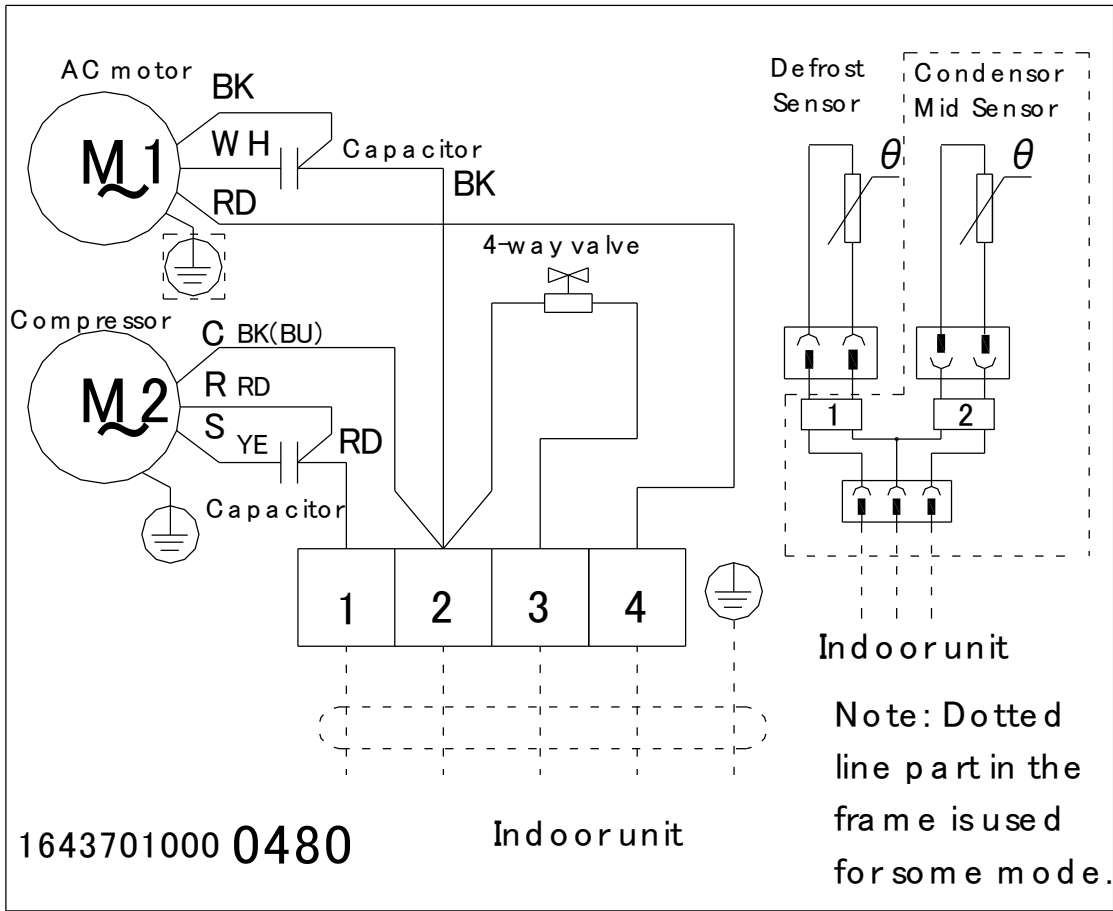 AC motor
BK
WH
Capacitor
BK
RD
M 1
4-way valve
Compressor
C BK(BU)
R RD
S YE
RD
M 2
Capacitor
1 2 3 4
Indoor unit
1643701000 0480
Defrost
Sensor
Condensor
Mid Sensor
θ θ
1 2
Indoor unit
Note: Dotted
line part in the
frame is used
for some mode.